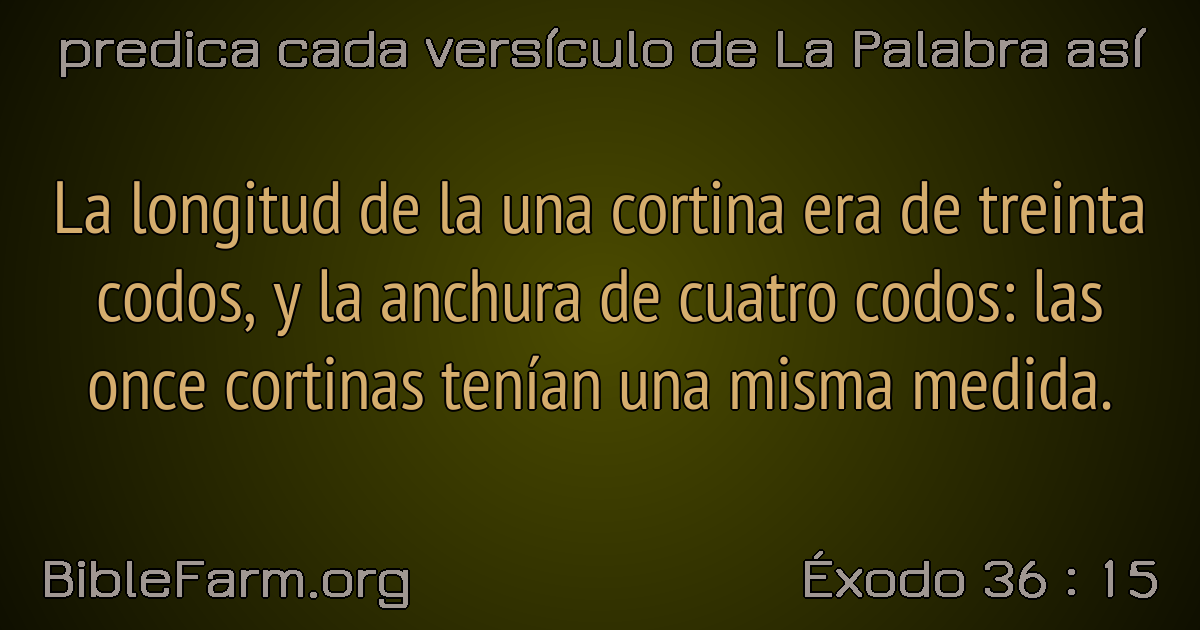 predica cada versículo de La Palabra así
La longitud de la una cortina era de treinta
codos, y la anchura de cuatro codos: las
once cortinas tenían una misma medida.
BibleFarm.org
Éxodo 36 : 15